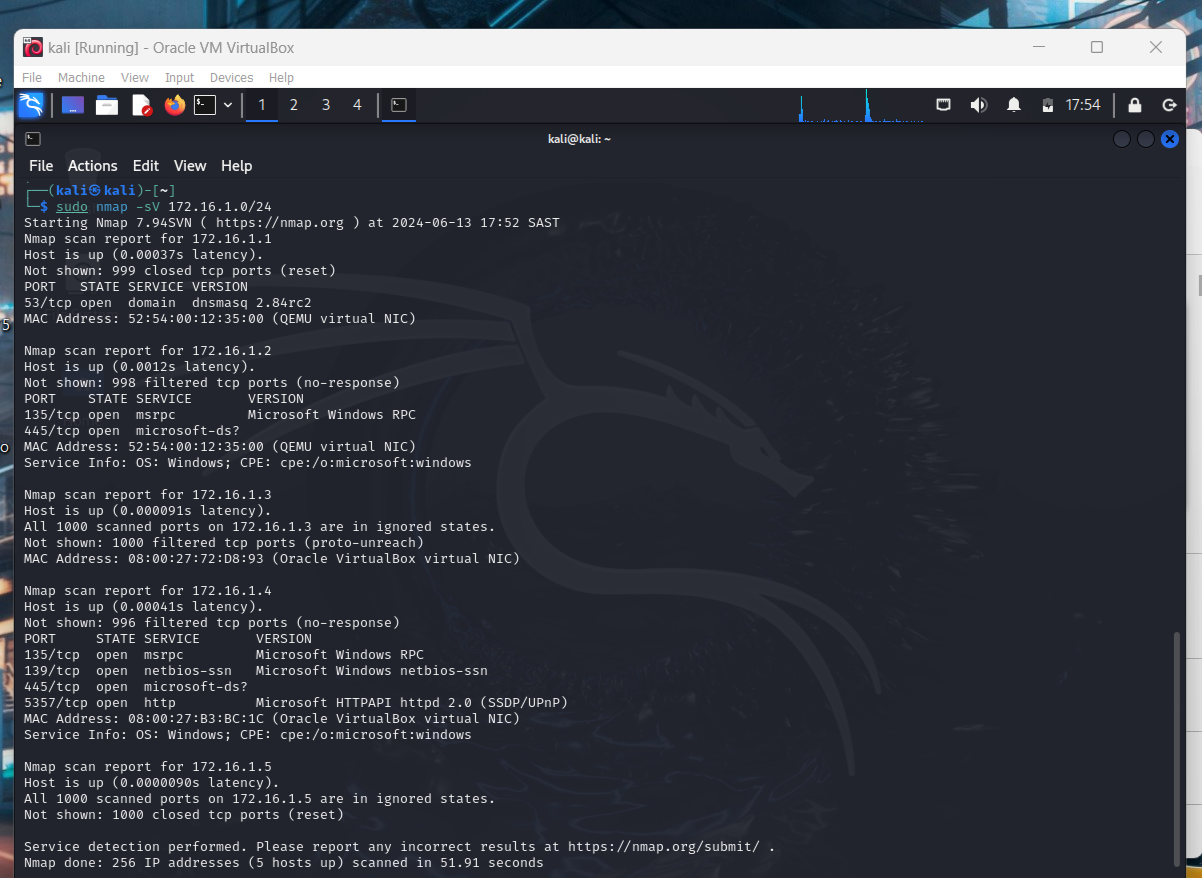 kali [Running] - Oracle VM VirtualBox
File Machine View Input Devices Help
1 2 3 4 17:54
kali@kali: ~
File Actions Edit View Help
┌──(kali㉿kali)-[~]
└─$ sudo nmap -sV 172.16.1.0/24
Starting Nmap 7.94SVN ( https://nmap.org ) at 2024-06-13 17:52 SAST
Nmap scan report for 172.16.1.1
Host is up (0.00037s latency).
Not shown: 999 closed tcp ports (reset)
PORT   STATE SERVICE VERSION
53/tcp open  domain  dnsmasq 2.84rc2
MAC Address: 52:54:00:12:35:00 (QEMU virtual NIC)

Nmap scan report for 172.16.1.2
Host is up (0.0012s latency).
Not shown: 998 filtered tcp ports (no-response)
PORT    STATE SERVICE       VERSION
135/tcp open  msrpc         Microsoft Windows RPC
445/tcp open  microsoft-ds?
MAC Address: 52:54:00:12:35:00 (QEMU virtual NIC)
Service Info: OS: Windows; CPE: cpe:/o:microsoft:windows

Nmap scan report for 172.16.1.3
Host is up (0.000091s latency).
All 1000 scanned ports on 172.16.1.3 are in ignored states.
Not shown: 1000 filtered tcp ports (proto-unreach)
MAC Address: 08:00:27:72:D8:93 (Oracle VirtualBox virtual NIC)

Nmap scan report for 172.16.1.4
Host is up (0.00041s latency).
Not shown: 996 filtered tcp ports (no-response)
PORT     STATE SERVICE       VERSION
135/tcp  open  msrpc         Microsoft Windows RPC
139/tcp  open  netbios-ssn   Microsoft Windows netbios-ssn
445/tcp  open  microsoft-ds?
5357/tcp open  http          Microsoft HTTPAPI httpd 2.0 (SSDP/UPnP)
MAC Address: 08:00:27:B3:BC:1C (Oracle VirtualBox virtual NIC)
Service Info: OS: Windows; CPE: cpe:/o:microsoft:windows

Nmap scan report for 172.16.1.5
Host is up (0.0000090s latency).
All 1000 scanned ports on 172.16.1.5 are in ignored states.
Not shown: 1000 closed tcp ports (reset)

Service detection performed. Please report any incorrect results at https://nmap.org/submit/ .
Nmap done: 256 IP addresses (5 hosts up) scanned in 51.91 seconds